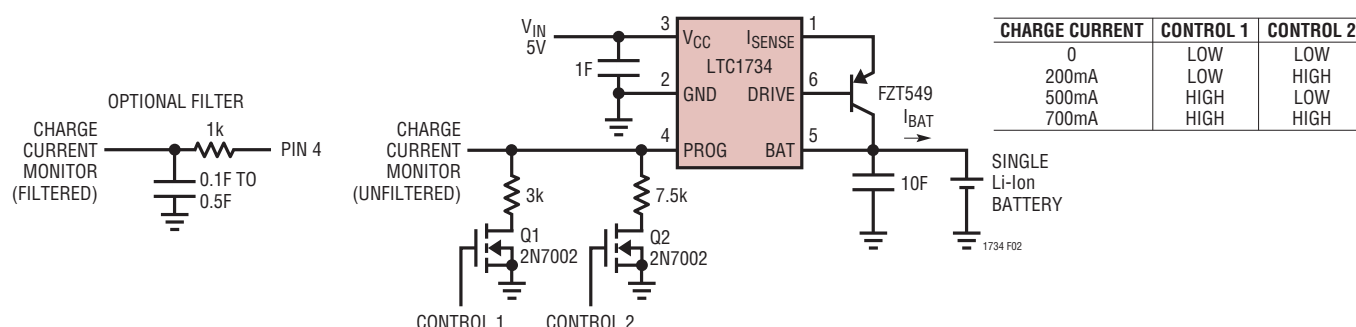 OPTIONAL FILTER
CHARGE
CURRENT
MONITOR
(FILTERED)
1k
PIN 4
0.1F TO
0.5F
CHARGE
CURRENT
MONITOR
(UNFILTERED)
VIN
5V
1F
3
VCC
ISENSE
1
LTC1734
2
GND
DRIVE
6
4
PROG
BAT
5
FZT549
IBAT
10F
SINGLE
Li-Ion
BATTERY
1734 F02
3k
7.5k
Q1
2N7002
Q2
2N7002
CONTROL 1
CONTROL 2
CHARGE CURRENT CONTROL 1 CONTROL 2
0 LOW LOW
200mA LOW HIGH
500mA HIGH LOW
700mA HIGH HIGH